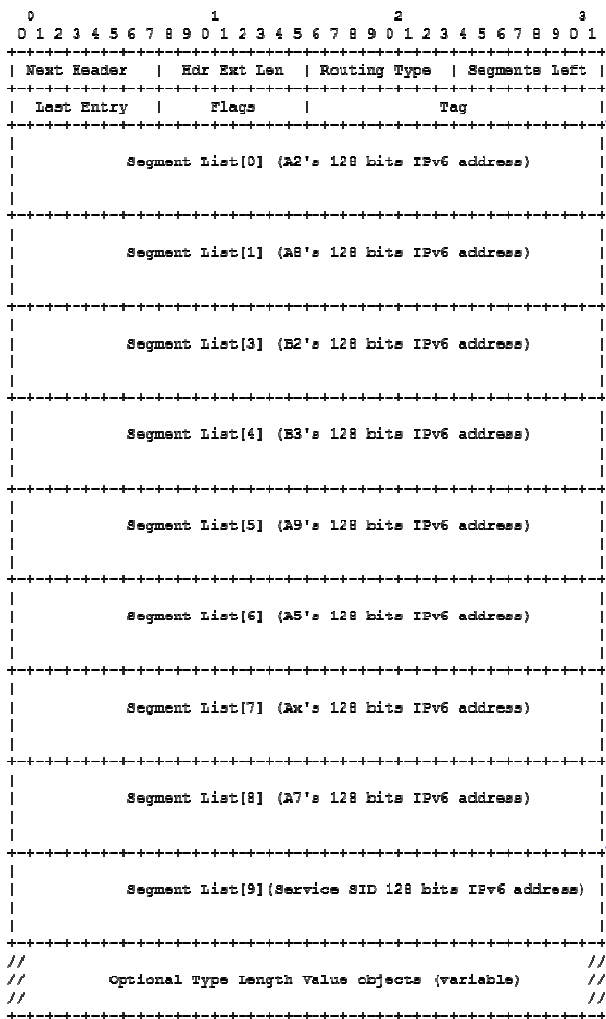 0 1 2 3
0 1 2 3 4 5 6 7 8 9 0 1 2 3 4 5 6 7 8 9 0 1 2 3 4 5 6 7 8 9 0 1
+-+-+-+-+-+-+-+-+-+-+-+-+-+-+-+-+-+-+-+-+-+-+-+-+-+-+-+-+-+-+-+-+
| Next Header | Hdr Ext Len | Routing Type | Segments Left |
+-+-+-+-+-+-+-+-+-+-+-+-+-+-+-+-+-+-+-+-+-+-+-+-+-+-+-+-+-+-+-+-+
| Last Entry | Flags | Tag |
+-+-+-+-+-+-+-+-+-+-+-+-+-+-+-+-+-+-+-+-+-+-+-+-+-+-+-+-+-+-+-+-+
| Segment List[0] (A2's 128 bits IPv6 address) |
+-+-+-+-+-+-+-+-+-+-+-+-+-+-+-+-+-+-+-+-+-+-+-+-+-+-+-+-+-+-+-+-+
| Segment List[1] (A8's 128 bits IPv6 address) |
+-+-+-+-+-+-+-+-+-+-+-+-+-+-+-+-+-+-+-+-+-+-+-+-+-+-+-+-+-+-+-+-+
| Segment List[3] (B2's 128 bits IPv6 address) |
+-+-+-+-+-+-+-+-+-+-+-+-+-+-+-+-+-+-+-+-+-+-+-+-+-+-+-+-+-+-+-+-+
| Segment List[4] (B3's 128 bits IPv6 address) |
+-+-+-+-+-+-+-+-+-+-+-+-+-+-+-+-+-+-+-+-+-+-+-+-+-+-+-+-+-+-+-+-+
| Segment List[5] (A9's 128 bits IPv6 address) |
+-+-+-+-+-+-+-+-+-+-+-+-+-+-+-+-+-+-+-+-+-+-+-+-+-+-+-+-+-+-+-+-+
| Segment List[6] (A5's 128 bits IPv6 address) |
+-+-+-+-+-+-+-+-+-+-+-+-+-+-+-+-+-+-+-+-+-+-+-+-+-+-+-+-+-+-+-+-+
| Segment List[7] (Ax's 128 bits IPv6 address) |
+-+-+-+-+-+-+-+-+-+-+-+-+-+-+-+-+-+-+-+-+-+-+-+-+-+-+-+-+-+-+-+-+
| Segment List[8] (A7's 128 bits IPv6 address) |
+-+-+-+-+-+-+-+-+-+-+-+-+-+-+-+-+-+-+-+-+-+-+-+-+-+-+-+-+-+-+-+-+
| Segment List[9](Service SID 128 bits IPv6 address) |
+-+-+-+-+-+-+-+-+-+-+-+-+-+-+-+-+-+-+-+-+-+-+-+-+-+-+-+-+-+-+-+-+
// //
// Optional Type Length Value objects (variable) //
// //
+-+-+-+-+-+-+-+-+-+-+-+-+-+-+-+-+-+-+-+-+-+-+-+-+-+-+-+-+-+-+-+-+